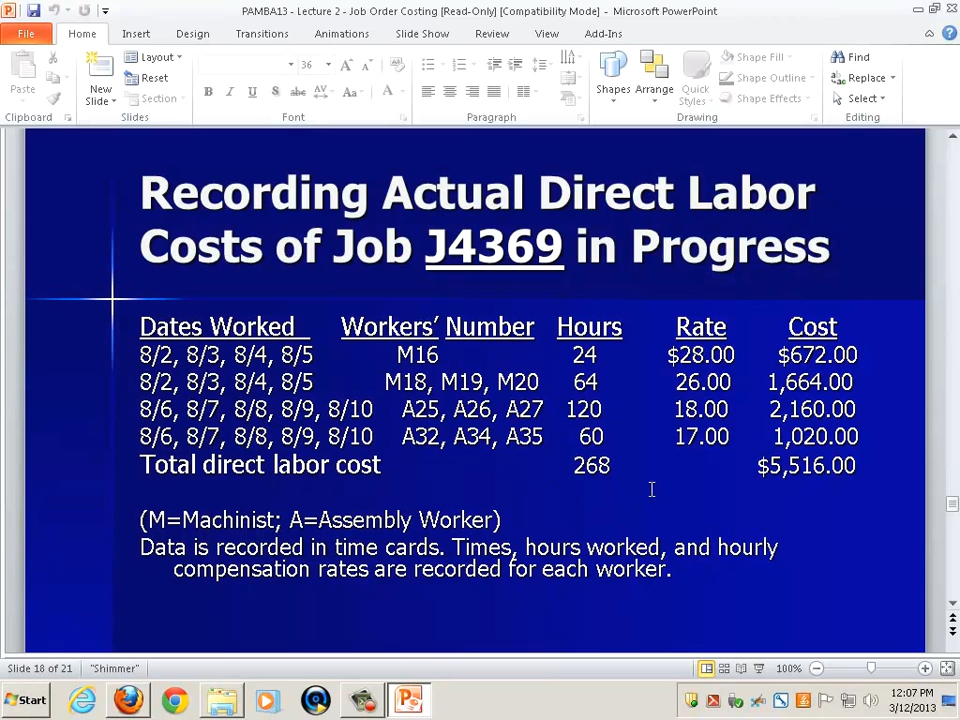 PAMBA13 - Lecture 2 - Job Order Costing [Read-Only] [Compatibility Mode] - Microsoft PowerPoint
File Home Insert Design Transitions Animations Slide Show Review View Add-Ins
Paste
Clipboard
New Slide
Layout
Reset
Section
Slides
36
B I U S abc AV Aa A
Font
Paragraph
Shapes
Arrange
Quick Styles
Shape Fill
Shape Outline
Shape Effects
Drawing
Find
Replace
Select
Editing
Recording Actual Direct Labor
Costs of Job J4369 in Progress
Dates Worked Workers’ Number Hours Rate Cost
8/2, 8/3, 8/4, 8/5 M16 24 $28.00 $672.00
8/2, 8/3, 8/4, 8/5 M18, M19, M20 64 26.00 1,664.00
8/6, 8/7, 8/8, 8/9, 8/10 A25, A26, A27 120 18.00 2,160.00
8/6, 8/7, 8/8, 8/9, 8/10 A32, A34, A35 60 17.00 1,020.00
Total direct labor cost 268 $5,516.00
(M=Machinist; A=Assembly Worker)
Data is recorded in time cards. Times, hours worked, and hourly
compensation rates are recorded for each worker.
Slide 18 of 21 "Shimmer" 100%
Start
12:07 PM
3/12/2013